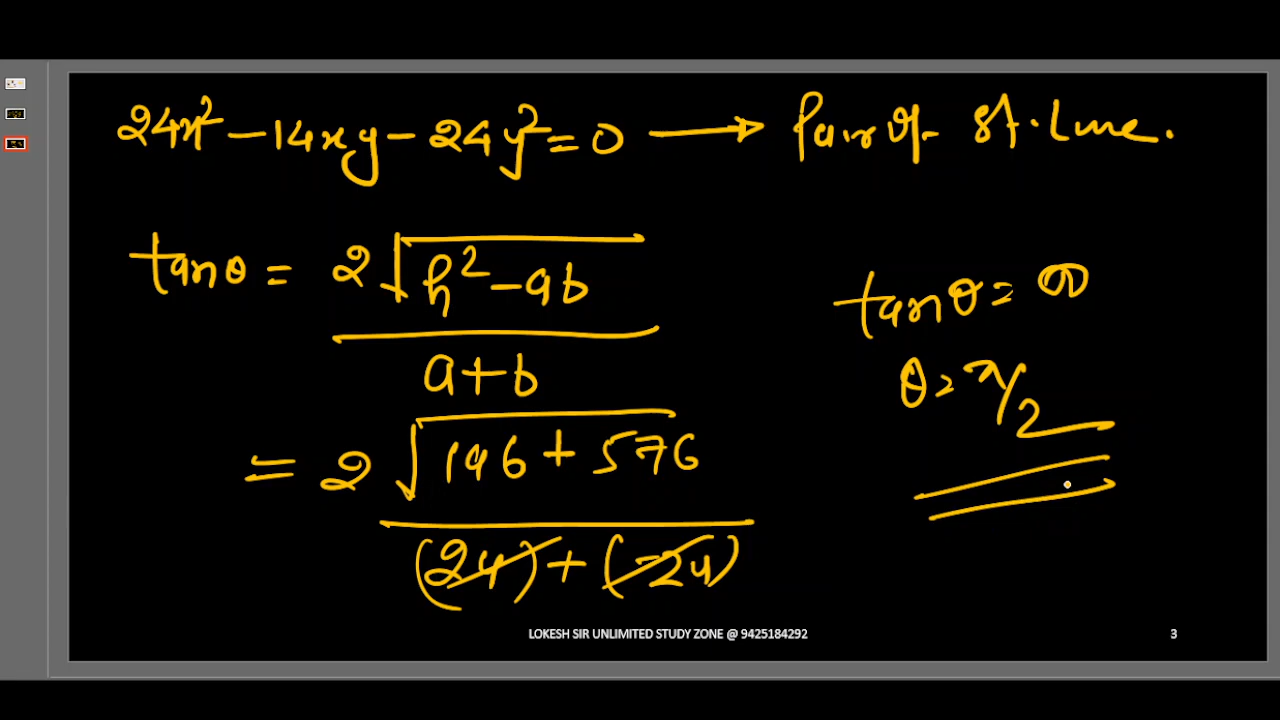 24x² - 14xy - 24y² = 0 → Pair of St. Line.
tanθ = 2√(h² - ab)
a + b
= 2√(196 + 576)
(24) + (-24)
tanθ = ∞
θ = π/2
LOKESH SIR UNLIMITED STUDY ZONE @ 9425184292
3